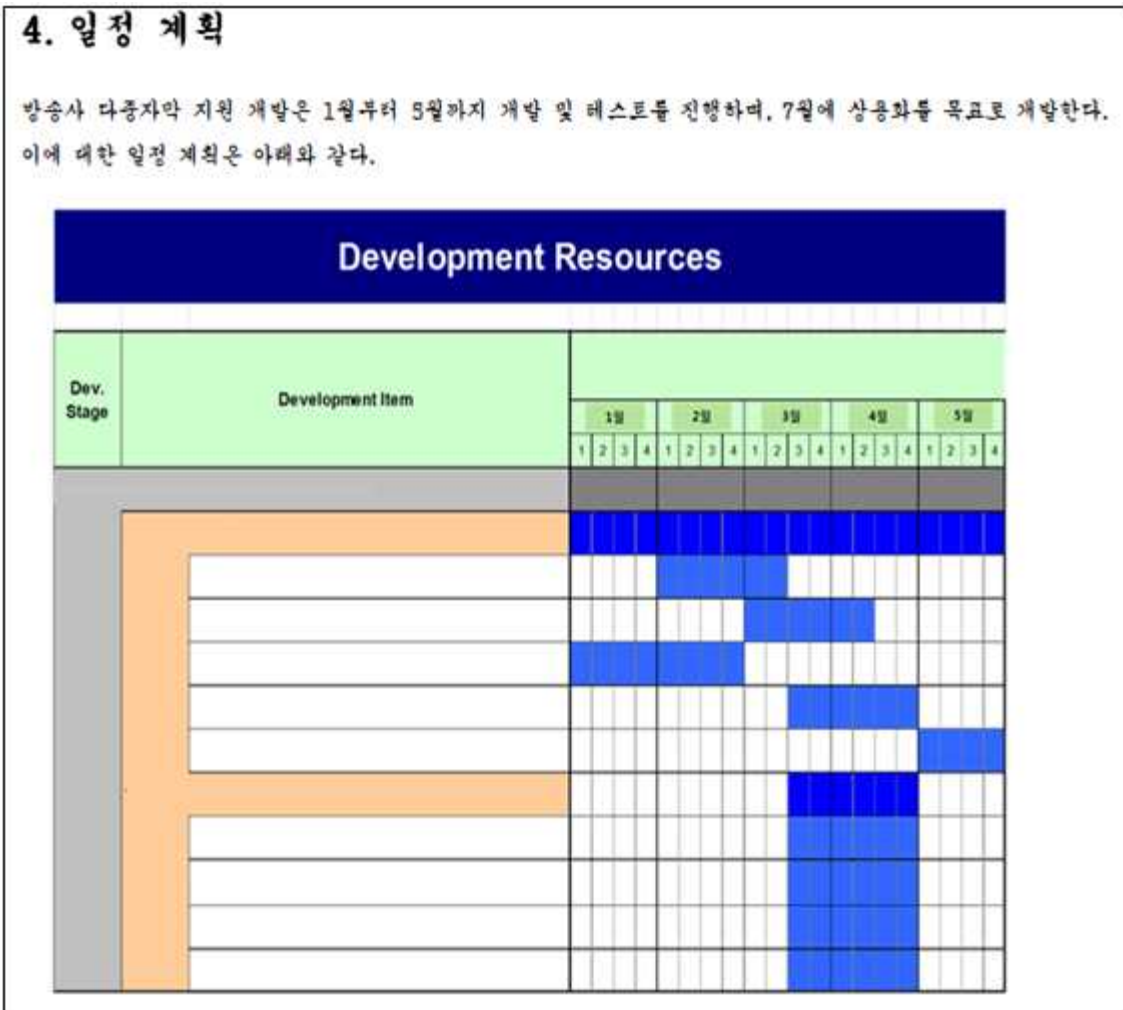 4. 일정 계획
방송사 다중자막 지원 개발은 1월부터 5월까지 개발 및 테스트를 진행하며, 7월에 상용화를 목표로 개발한다.
이에 대한 일정 계획은 아래와 같다.
Development Resources
Dev.
Stage
Development Item
1월 2월 3월 4월 5월
1 2 3 4 1 2 3 4 1 2 3 4 1 2 3 4 1 2 3 4